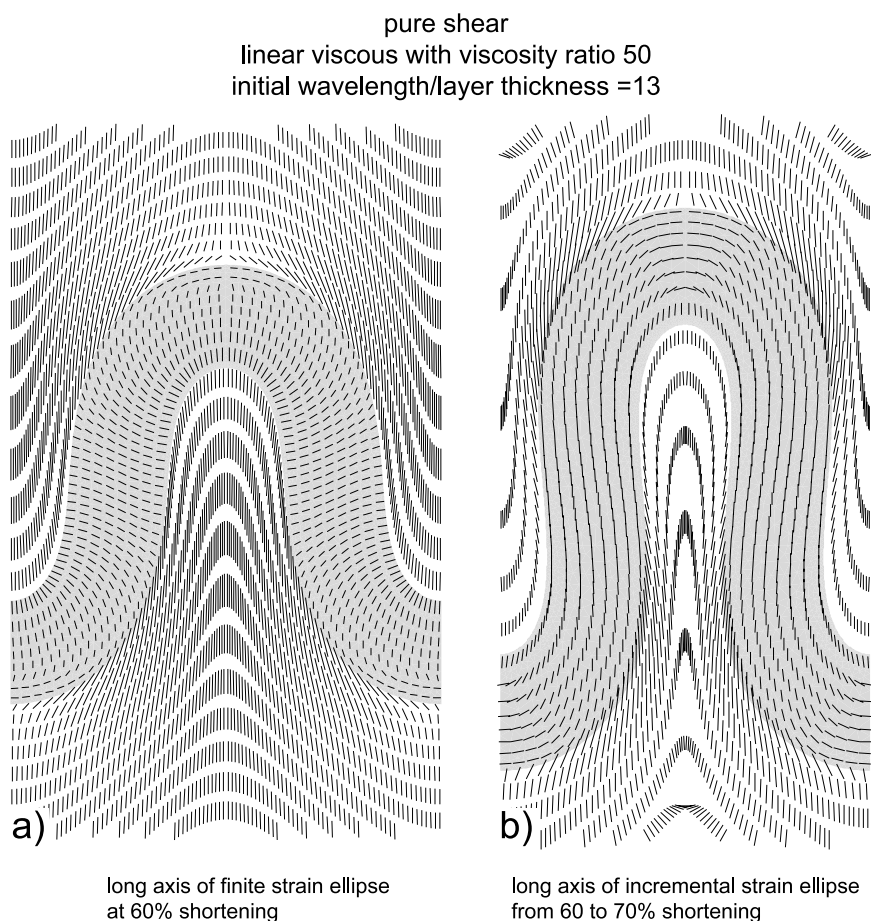 pure shear
linear viscous with viscosity ratio 50
initial wavelength/layer thickness =13
a)
b)
long axis of finite strain ellipse
at 60% shortening
long axis of incremental strain ellipse
from 60 to 70% shortening